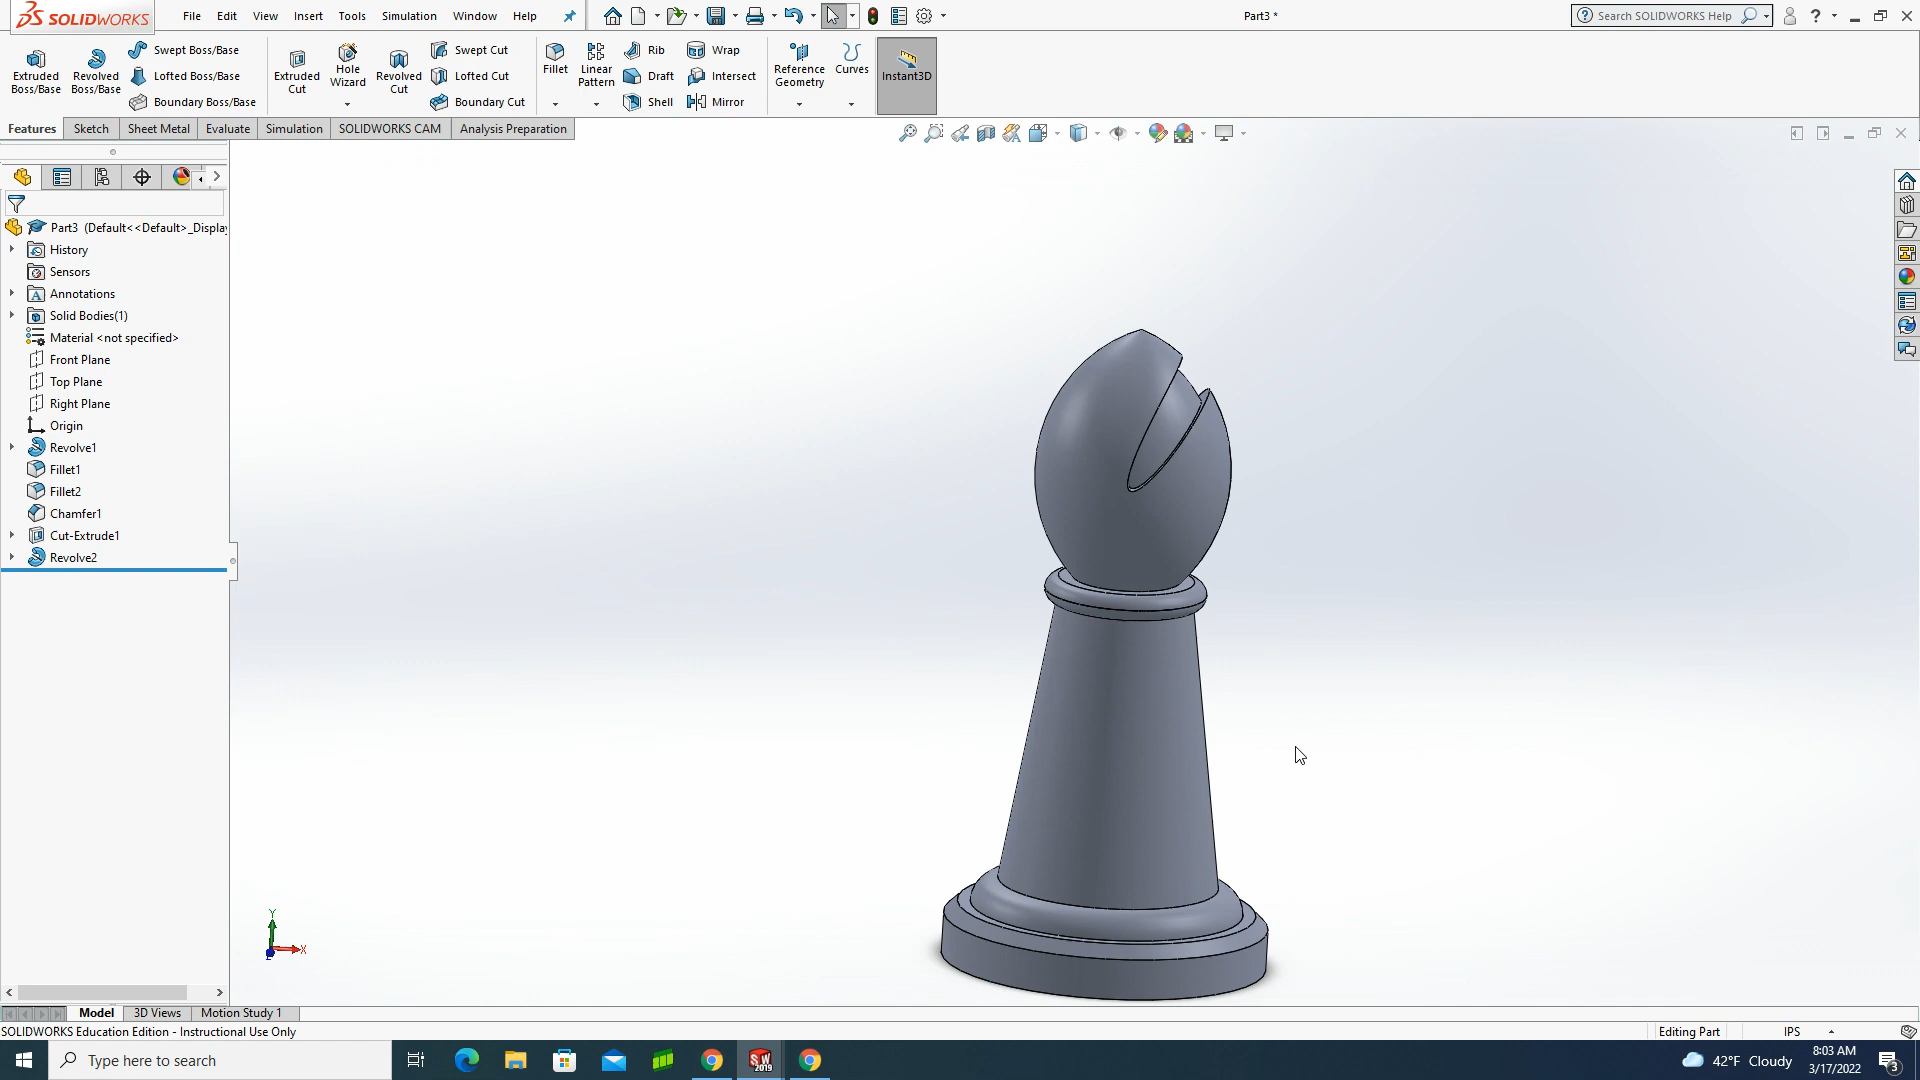 SOLIDWORKS File Edit View Insert Tools Simulation Window Help Part3 * Search SOLIDWORKS Help ?
Extruded Boss/Base
Revolved Boss/Base
Swept Boss/Base
Lofted Boss/Base
Boundary Boss/Base
Extruded Cut
Hole Wizard
Revolved Cut
Swept Cut
Lofted Cut
Boundary Cut
Fillet
Linear Pattern
Rib
Draft
Shell
Wrap
Intersect
Mirror
Reference Geometry
Curves
Instant3D
Features Sketch Sheet Metal Evaluate Simulation SOLIDWORKS CAM Analysis Preparation
Part3 (Default<<Default>_Display
History
Sensors
Annotations
Solid Bodies(1)
Material <not specified>
Front Plane
Top Plane
Right Plane
Origin
Revolve1
Fillet1
Fillet2
Chamfer1
Cut-Extrude1
Revolve2
Y
X
Model 3D Views Motion Study 1
SOLIDWORKS Education Edition - Instructional Use Only Editing Part IPS
Type here to search SW 2019 42°F Cloudy 8:03 AM
3/17/2022 3